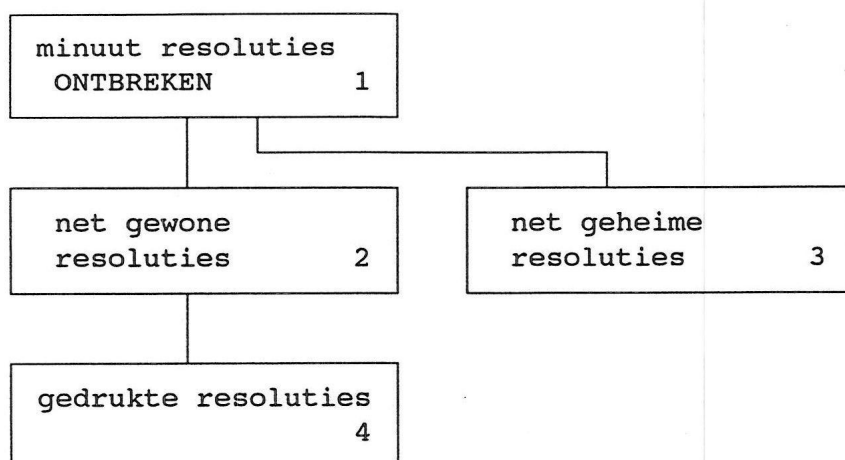 minuut resoluties
ONTBREKEN 1
net gewone
resoluties 2
net geheime
resoluties 3
gedrukte resoluties
4